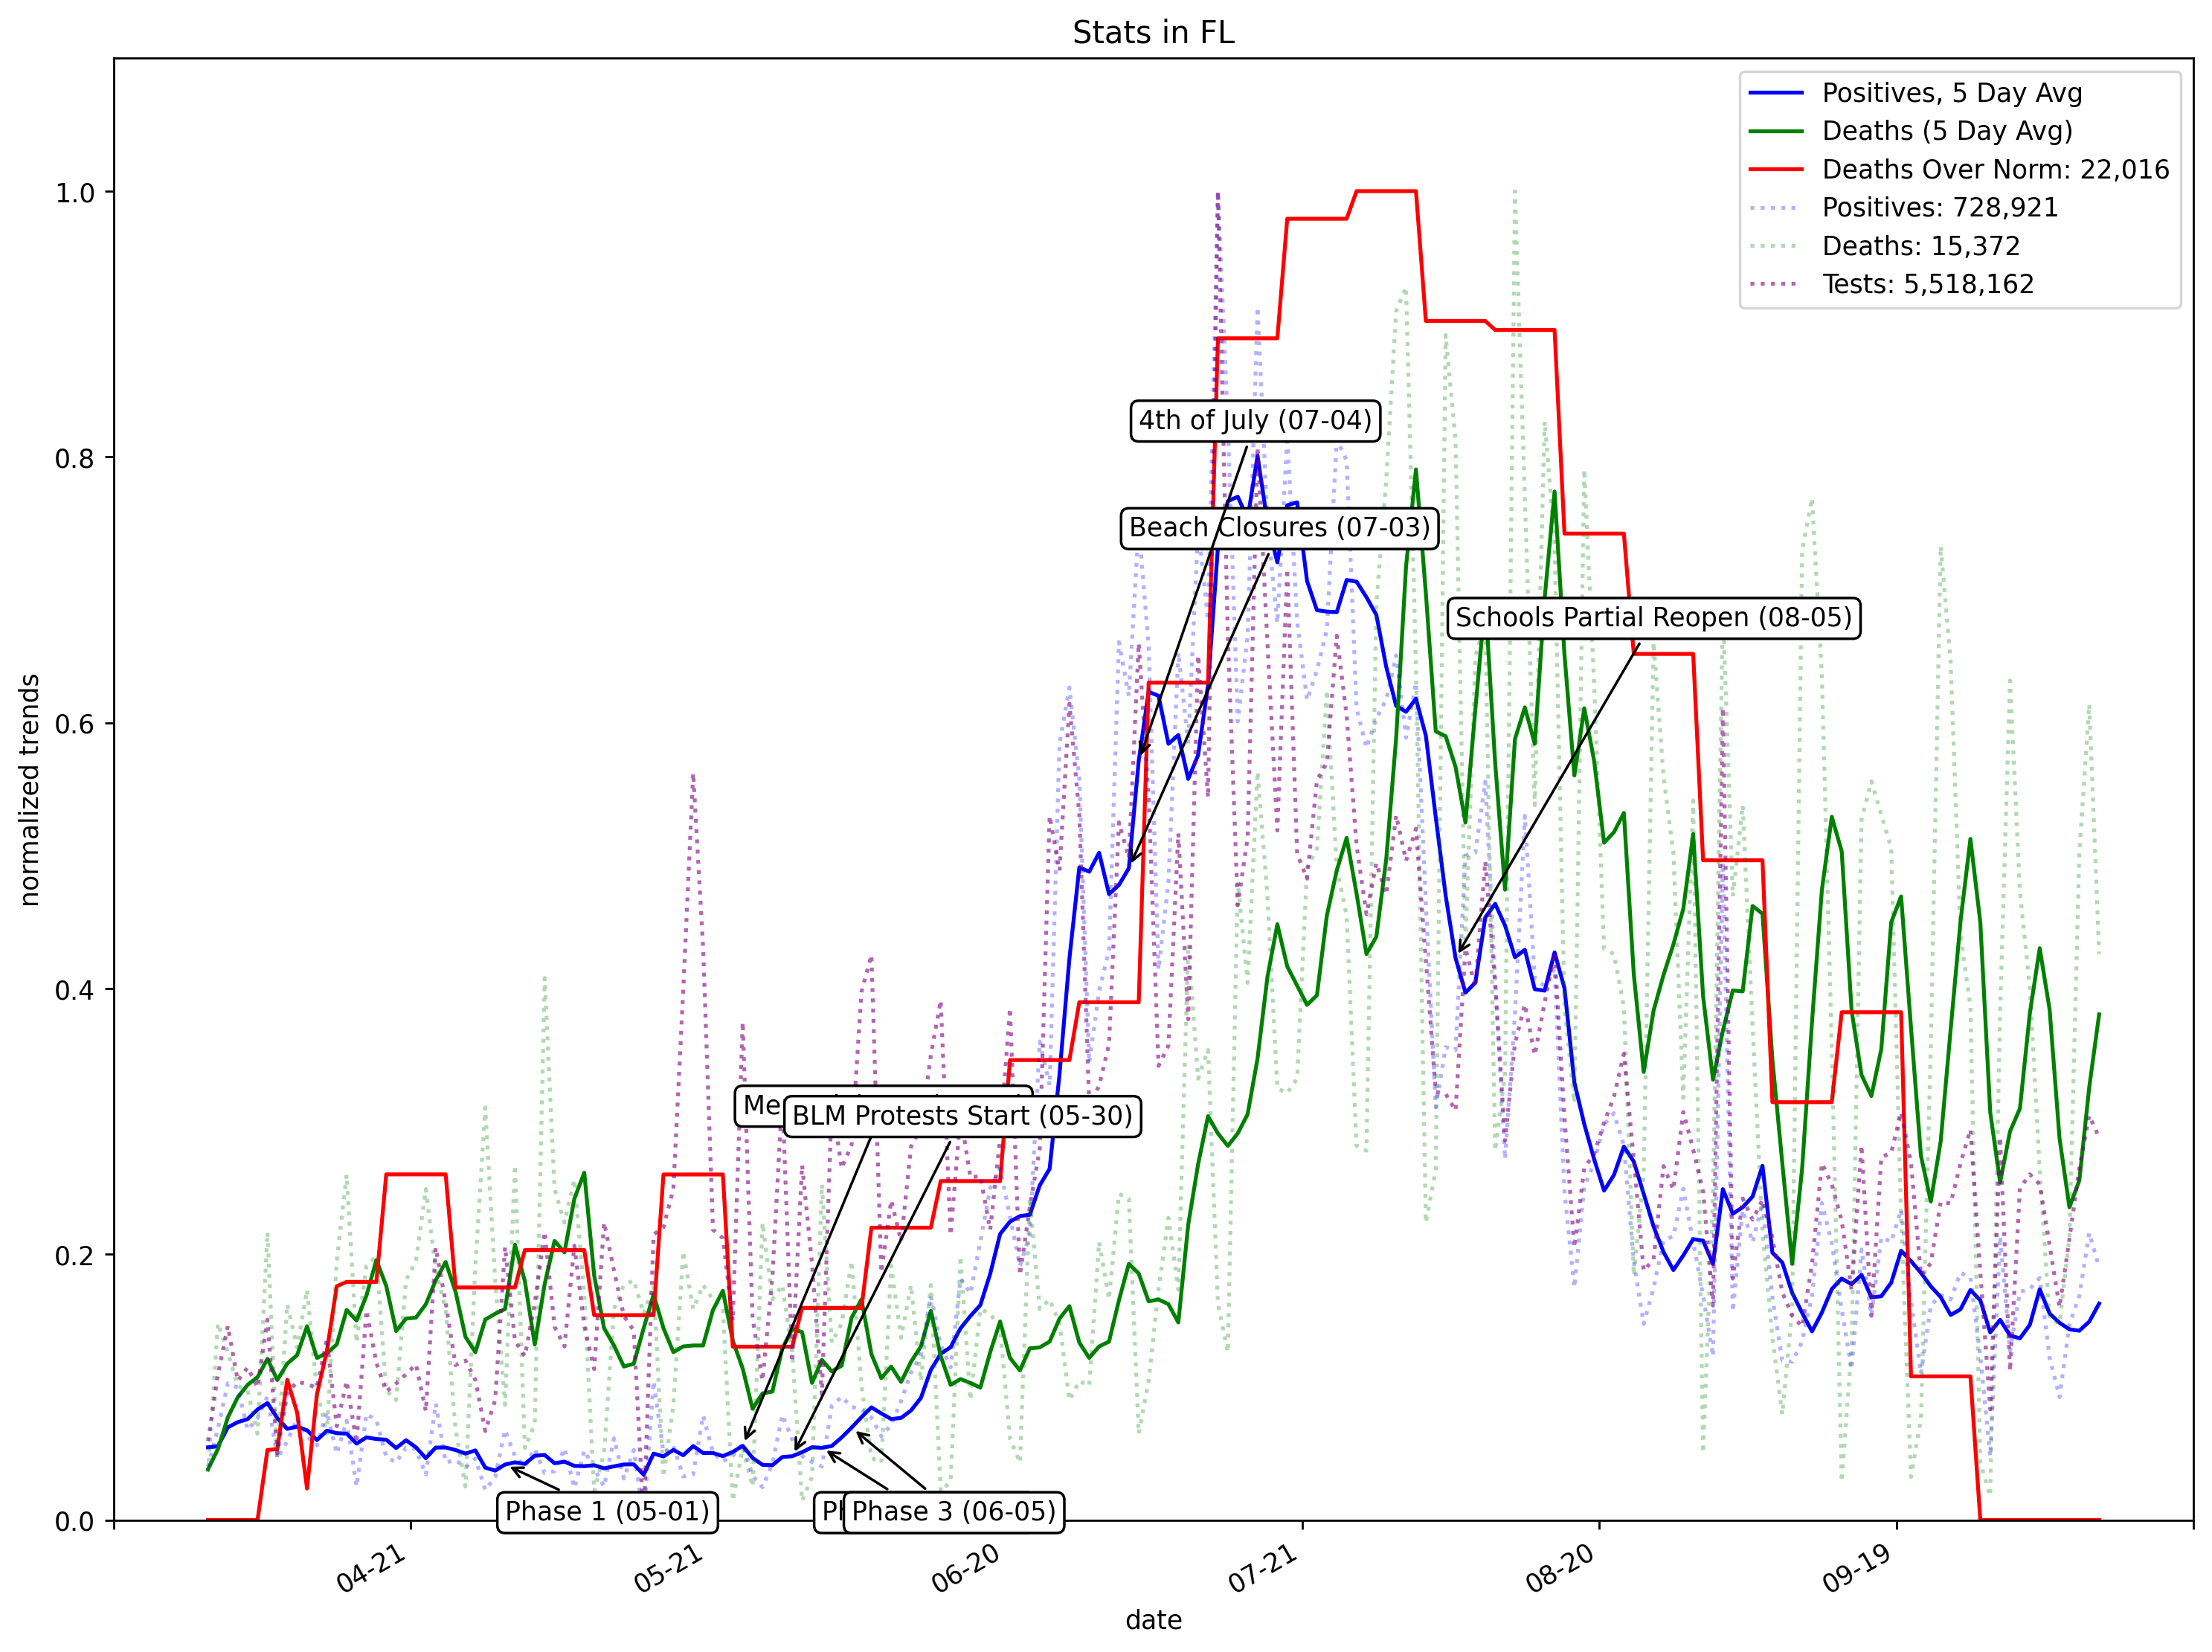 Stats in FL
Positives, 5 Day Avg
Deaths (5 Day Avg)
Deaths Over Norm: 22,016
Positives: 728,921
Deaths: 15,372
Tests: 5,518,162
normalized trends
1.0
0.8
0.6
0.4
0.2
0.0
4th of July (07-04)
Beach Closures (07-03)
Schools Partial Reopen (08-05)
BLM Protests Start (05-30)
Phase 1 (05-01)
Phase 3 (06-05)
04-21
05-21
06-20
07-21
08-20
09-19
date